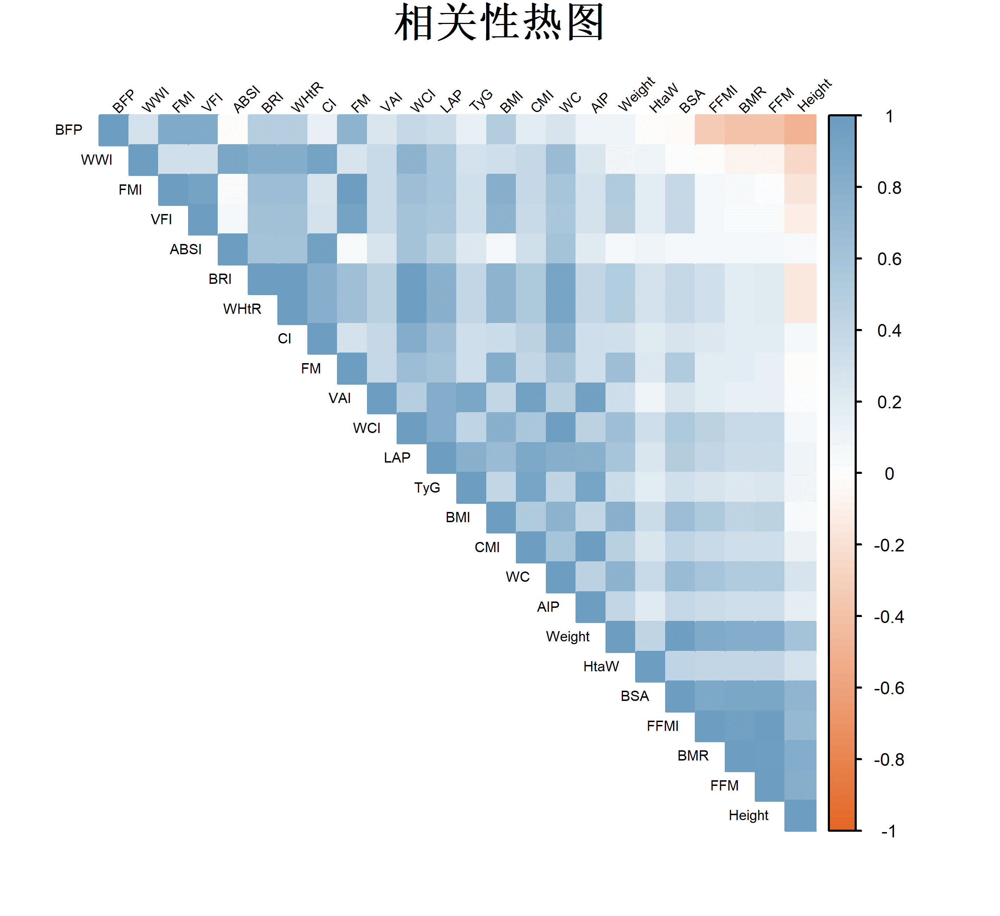 相关性热图
BFP WWI FMI VFI ABSI BRI WHtR CI FM VAI WCI LAP TyG BMI CMI WC AIP Weight HtaW BSA FFMI BMR FFM Height
BFP
WWI
FMI
VFI
ABSI
BRI
WHtR
CI
FM
VAI
WCI
LAP
TyG
BMI
CMI
WC
AIP
Weight
HtaW
BSA
FFMI
BMR
FFM
Height
1
0.8
0.6
0.4
0.2
0
-0.2
-0.4
-0.6
-0.8
-1